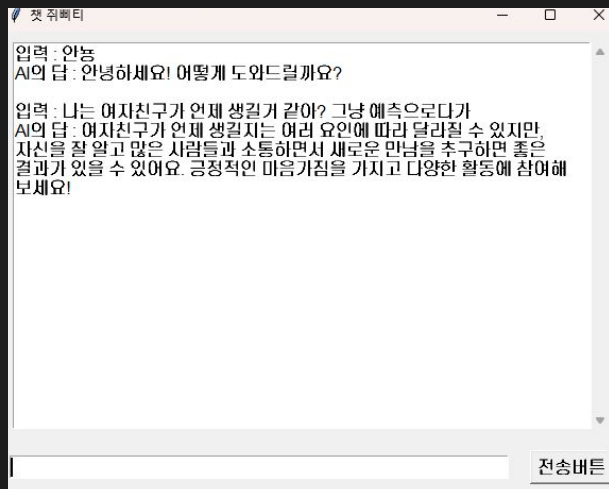 챗 쥐삐티
입력 : 안뇽
AI의 답 : 안녕하세요! 어떻게 도와드릴까요?
입력 : 나는 여자친구가 언제 생길거 같아? 그냥 예측으로다가
AI의 답 : 여자친구가 언제 생길지는 여러 요인에 따라 달라질 수 있지만,
자신을 잘 알고 많은 사람들과 소통하면서 새로운 만남을 추구하면 좋은
결과가 있을 수 있어요. 긍정적인 마음가짐을 가지고 다양한 활동에 참여해
보세요!
전송버튼